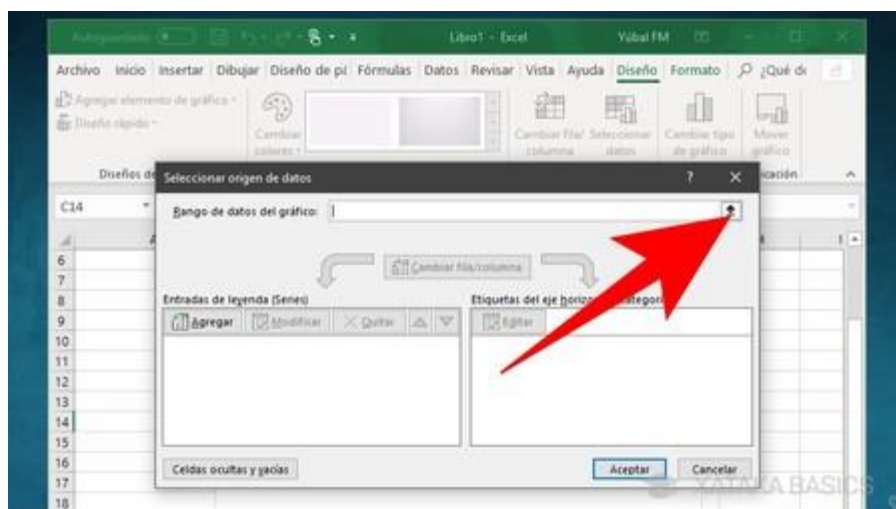 Autoguardado
Libro1 - Excel
Yúbal FM
Archivo Inicio Insertar Dibujar Diseño de pá Fórmulas Datos Revisar Vista Ayuda Diseño Formato ¿Qué de
Agregar elemento de gráfico
Diseño rápido
Cambiar colores
Cambiar fila/ columna
Seleccionar datos
Cambiar tipo de gráfico
Mover gráfico
Diseños de
icación
Seleccionar origen de datos ? ×
C14
Rango de datos del gráfico:
Cambiar fila/columna
Entradas de leyenda (Series)
Etiquetas del eje horizo
Agregar Modificar Quitar
Editar
Celdas ocultas y vacías
Aceptar Cancelar
6
7
8
9
10
11
12
13
14
15
16
17
18
XATAKA BASICS